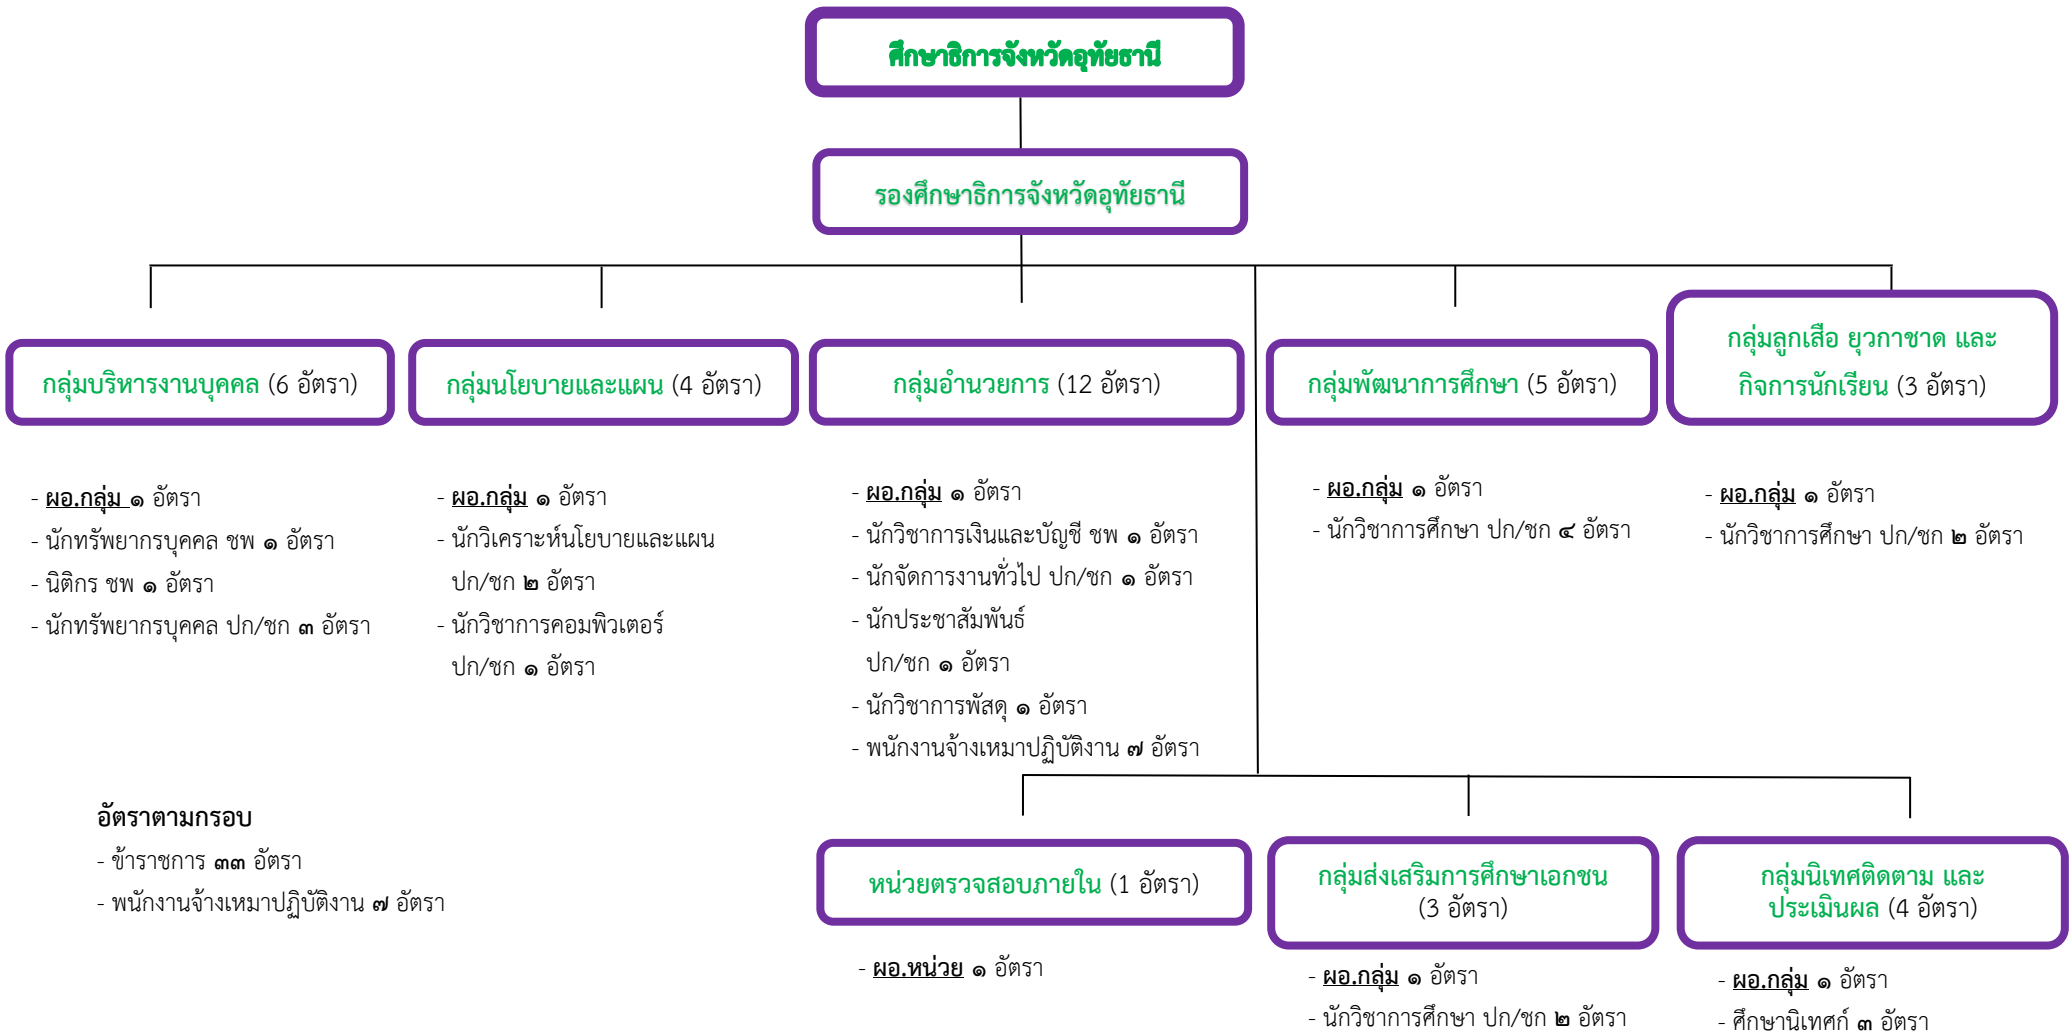 ศึกษาธิการจังหวัดอุทัยธานี
รองศึกษาธิการจังหวัดอุทัยธานี
กลุ่มบริหารงานบุคคล (6 อัตรา)
- ผอ.กลุ่ม ๑ อัตรา
- นักทรัพยากรบุคคล ชพ ๑ อัตรา
- นิติกร ชพ ๑ อัตรา
- นักทรัพยากรบุคคล ปก/ชก ๓ อัตรา
กลุ่มนโยบายและแผน (4 อัตรา)
- ผอ.กลุ่ม ๑ อัตรา
- นักวิเคราะห์นโยบายและแผน
ปก/ชก ๒ อัตรา
- นักวิชาการคอมพิวเตอร์
ปก/ชก ๑ อัตรา
กลุ่มอำนวยการ (12 อัตรา)
- ผอ.กลุ่ม ๑ อัตรา
- นักวิชาการเงินและบัญชี ชพ ๑ อัตรา
- นักจัดการงานทั่วไป ปก/ชก ๑ อัตรา
- นักประชาสัมพันธ์
ปก/ชก ๑ อัตรา
- นักวิชาการพัสดุ ๑ อัตรา
- พนักงานจ้างเหมาปฏิบัติงาน ๗ อัตรา
กลุ่มพัฒนาการศึกษา (5 อัตรา)
- ผอ.กลุ่ม ๑ อัตรา
- นักวิชาการศึกษา ปก/ชก ๔ อัตรา
กลุ่มลูกเสือ ยุวกาชาด และ
กิจการนักเรียน (3 อัตรา)
- ผอ.กลุ่ม ๑ อัตรา
- นักวิชาการศึกษา ปก/ชก ๒ อัตรา
อัตราตามกรอบ
- ข้าราชการ ๓๓ อัตรา
- พนักงานจ้างเหมาปฏิบัติงาน ๗ อัตรา
หน่วยตรวจสอบภายใน (1 อัตรา)
- ผอ.หน่วย ๑ อัตรา
กลุ่มส่งเสริมการศึกษาเอกชน
(3 อัตรา)
- ผอ.กลุ่ม ๑ อัตรา
- นักวิชาการศึกษา ปก/ชก ๒ อัตรา
กลุ่มนิเทศติดตาม และ
ประเมินผล (4 อัตรา)
- ผอ.กลุ่ม ๑ อัตรา
- ศึกษานิเทศก์ ๓ อัตรา